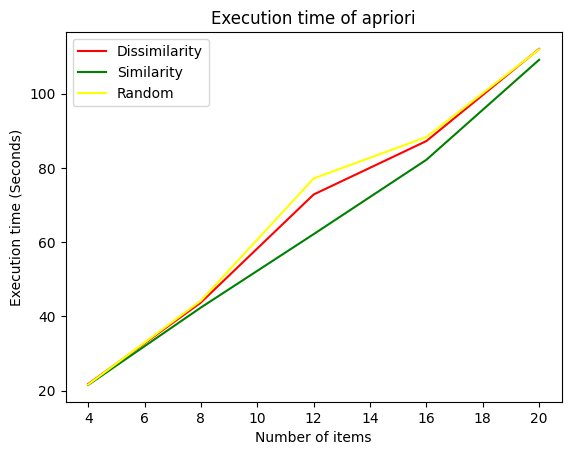 Execution time of apriori
Dissimilarity
Similarity
Random
Execution time (Seconds)
100
80
60
40
20
4 6 8 10 12 14 16 18 20
Number of items